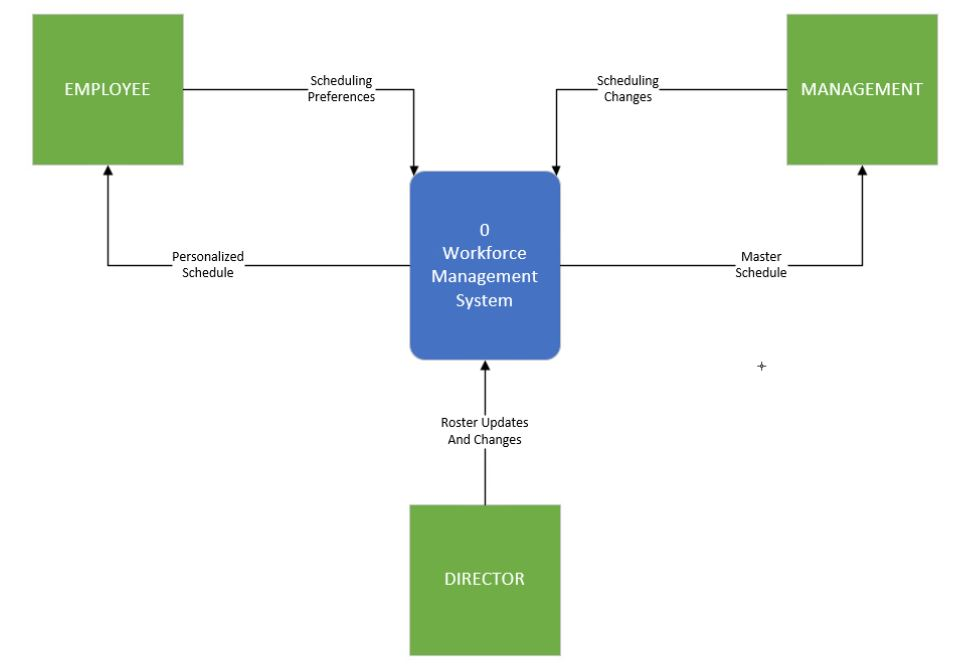 EMPLOYEE
Scheduling
Preferences
Scheduling
Changes
MANAGEMENT
Personalized
Schedule
0
Workforce
Management
System
Master
Schedule
Roster Updates
And Changes
DIRECTOR